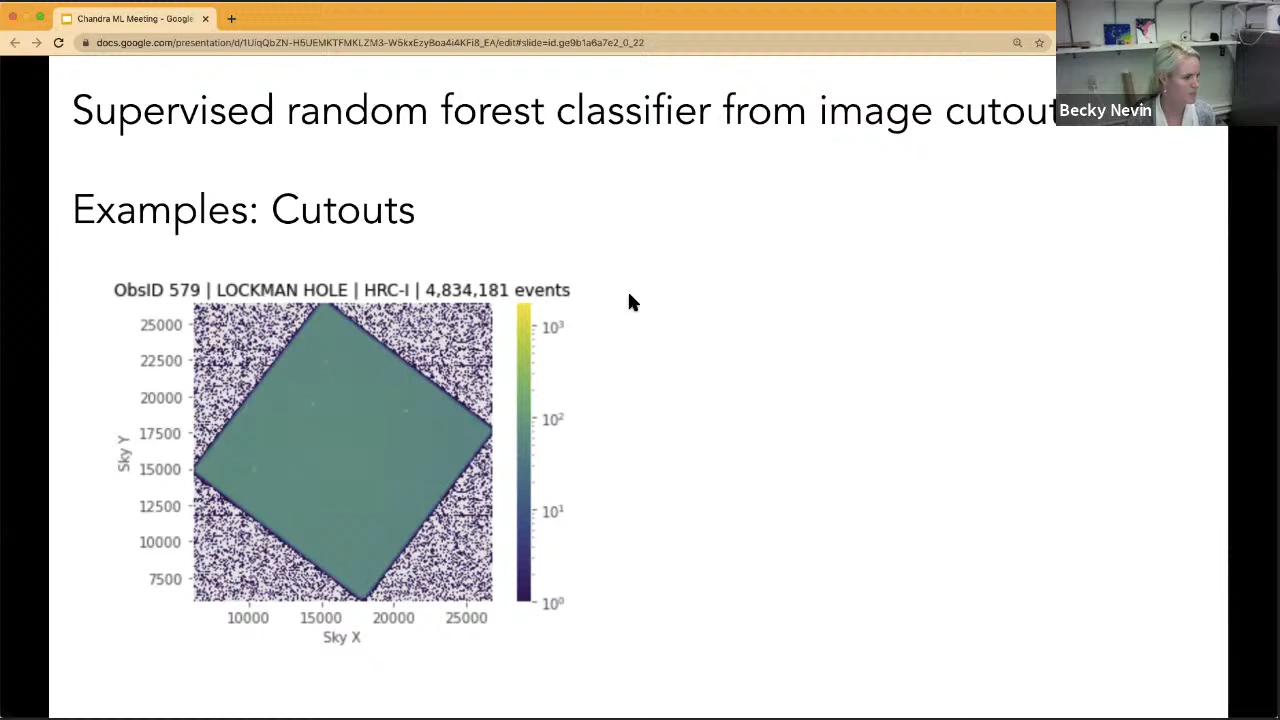 Chandra ML Meeting - Google
docs.google.com/presentation/d/1UiqQbZN-H5UEMKTFMKLZM3-W5kxEzyBoa4i4KFi8_EA/edit#slide=id.ge9b1a6a7e2_0_22
Becky Nevin
Supervised random forest classifier from image cutout
Examples: Cutouts
ObsID 579 | LOCKMAN HOLE | HRC-I | 4,834,181 events
25000
22500
20000
17500
15000
12500
10000
7500
Sky Y
10³
10²
10¹
10⁰
10000 15000 20000 25000
Sky X